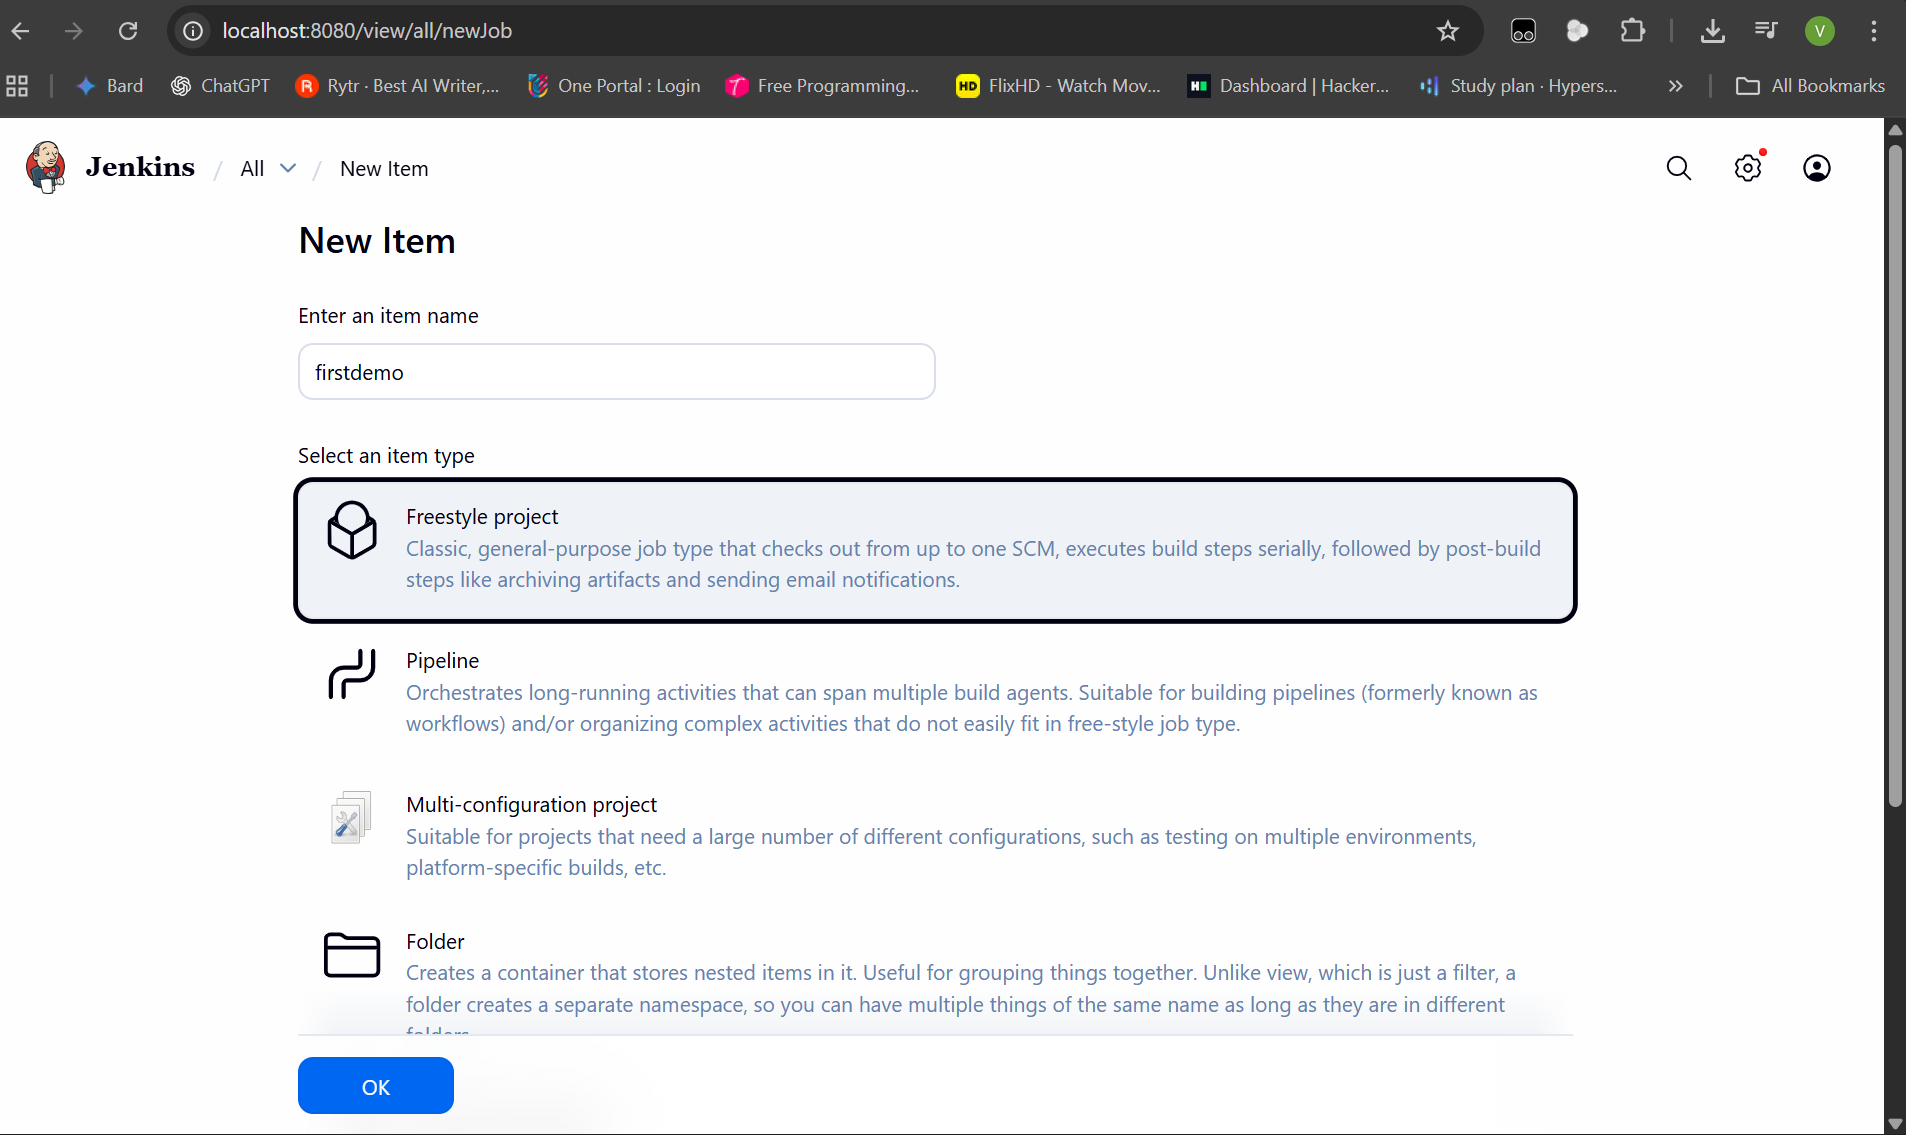 localhost:8080/view/all/newJob
V
Bard
ChatGPT
Rytr · Best AI Writer,...
One Portal : Login
Free Programming...
HD
FlixHD - Watch Mov...
Dashboard | Hacker...
Study plan · Hypers...
All Bookmarks
Jenkins / All / New Item
New Item
Enter an item name
firstdemo
Select an item type
Freestyle project
Classic, general-purpose job type that checks out from up to one SCM, executes build steps serially, followed by post-build
steps like archiving artifacts and sending email notifications.
Pipeline
Orchestrates long-running activities that can span multiple build agents. Suitable for building pipelines (formerly known as
workflows) and/or organizing complex activities that do not easily fit in free-style job type.
Multi-configuration project
Suitable for projects that need a large number of different configurations, such as testing on multiple environments,
platform-specific builds, etc.
Folder
Creates a container that stores nested items in it. Useful for grouping things together. Unlike view, which is just a filter, a
folder creates a separate namespace, so you can have multiple things of the same name as long as they are in different
folders.
OK